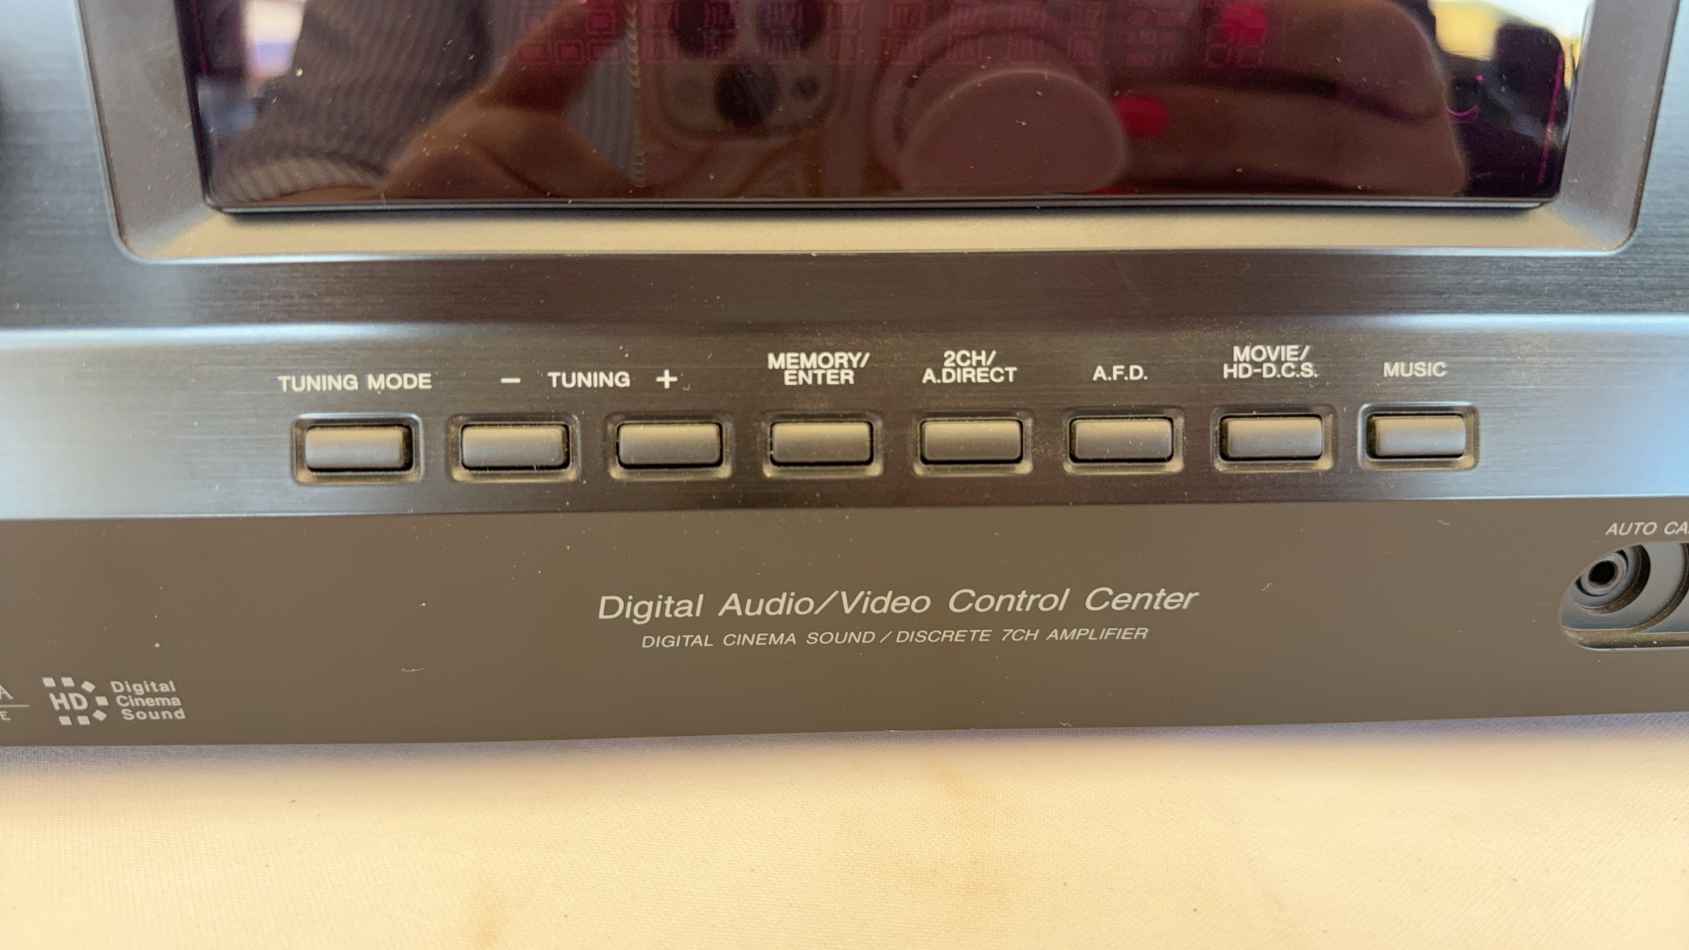 TUNING MODE
− TUNING +
MEMORY/
ENTER
2CH/
A.DIRECT
A.F.D.
MOVIE/
HD-D.C.S.
MUSIC
AUTO
Digital Audio/Video Control Center
DIGITAL CINEMA SOUND / DISCRETE 7CH AMPLIFIER
HD Digital
Cinema
Sound